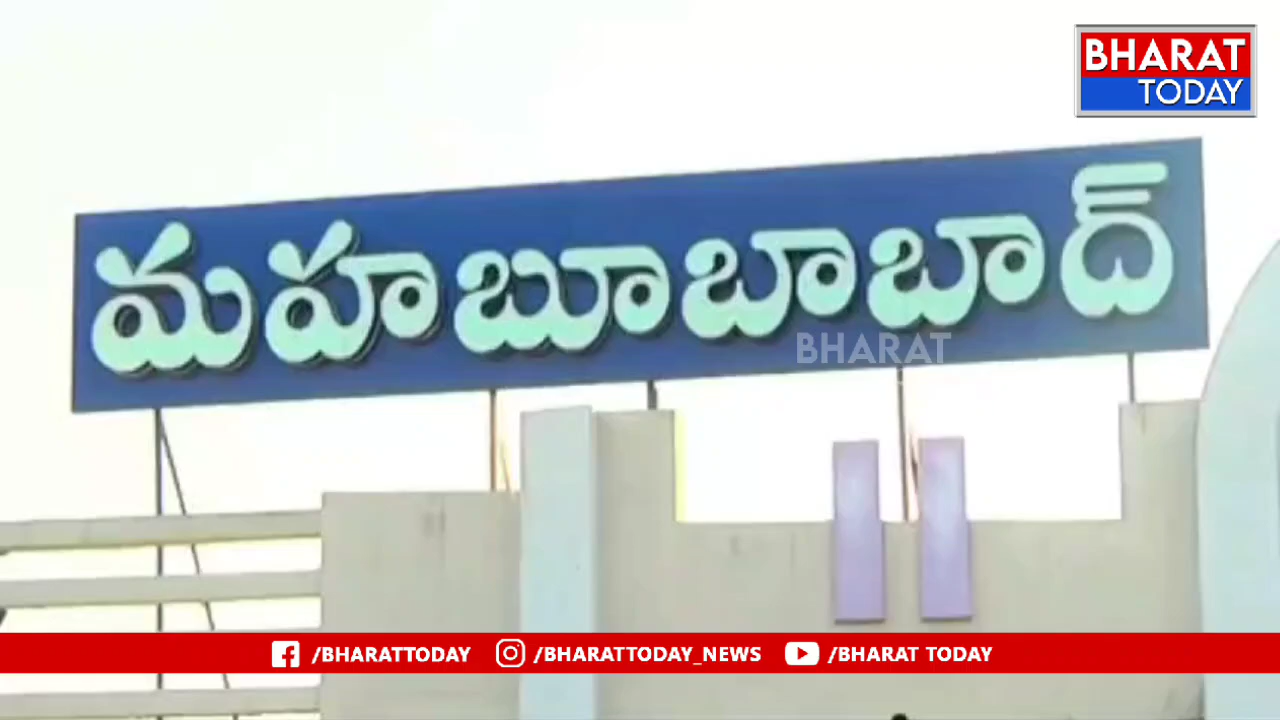 BHARAT
TODAY
మహబూబాబాద్
BHARAT
/BHARATTODAY /BHARATTODAY_NEWS /BHARAT TODAY